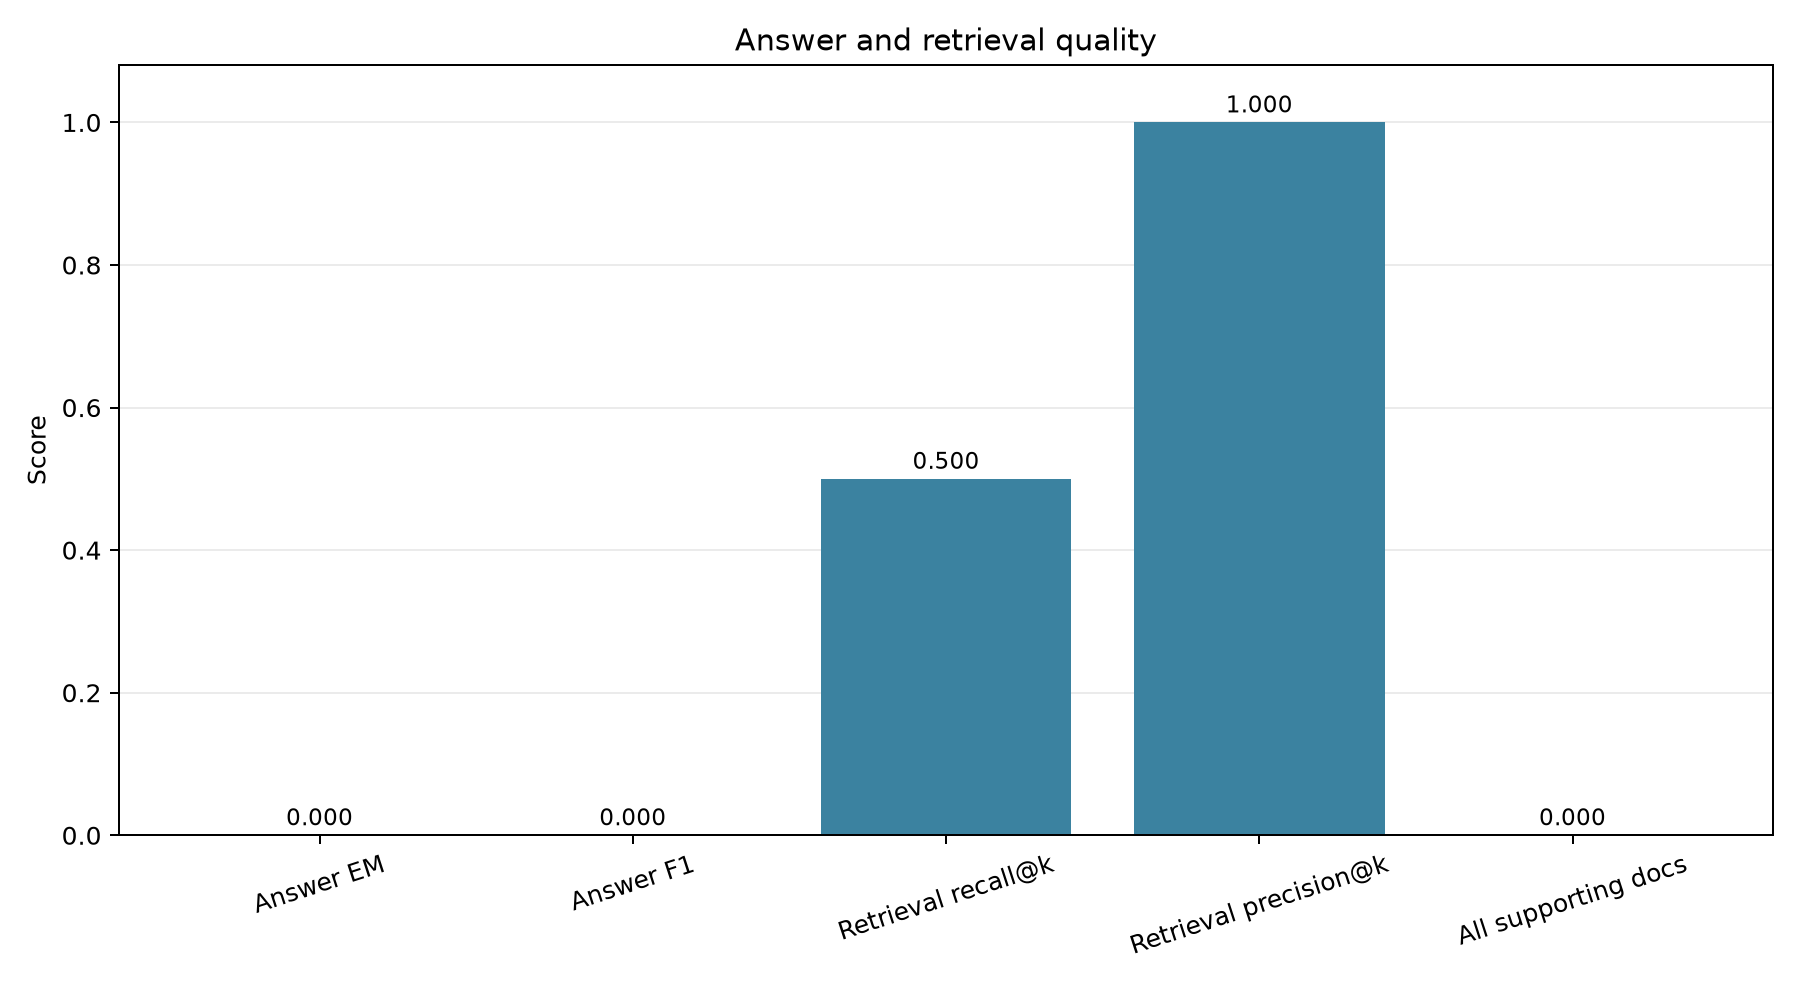 Answer and retrieval quality
Score
1.0
0.8
0.6
0.4
0.2
0.0
0.000
0.000
0.500
1.000
0.000
Answer EM
Answer F1
Retrieval recall@k
Retrieval precision@k
All supporting docs